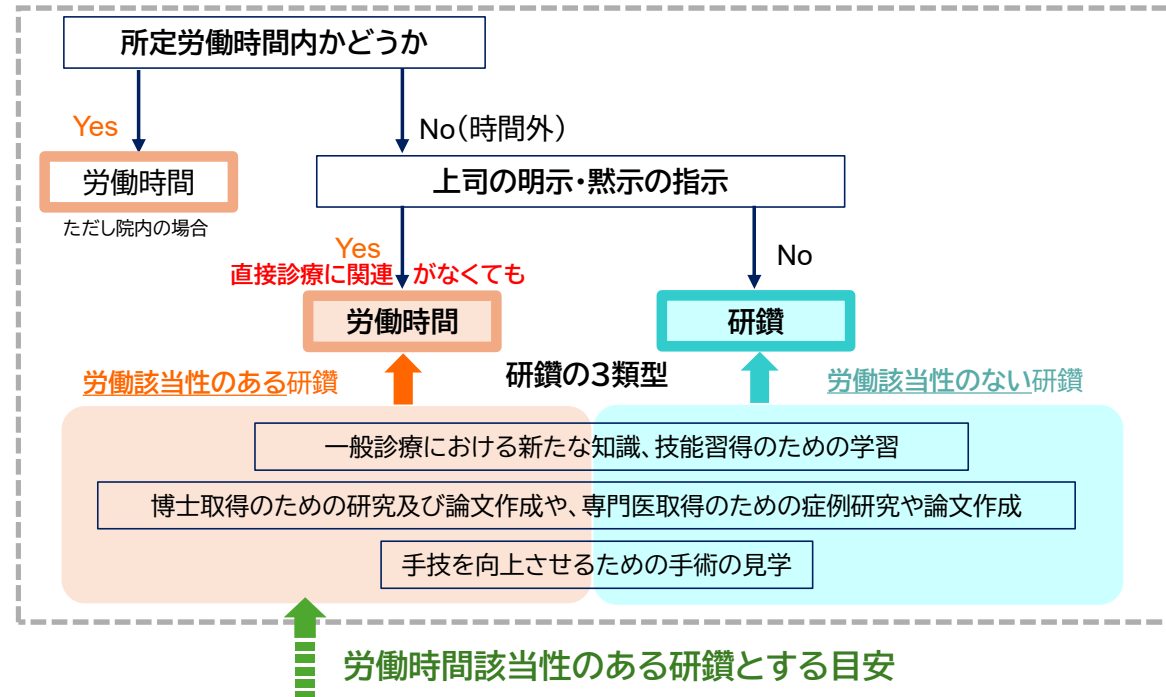 所定労働時間内かどうか
Yes
No(時間外)
労働時間
ただし院内の場合
上司の明示・黙示の指示
Yes
No
直接診療に関連がなくても
労働時間
研鑽
労働該当性のある研鑽
研鑽の3類型
労働該当性のない研鑽
一般診療における新たな知識、技能習得のための学習
博士取得のための研究及び論文作成や、専門医取得のための症例研究や論文作成
手技を向上させるための手術の見学
労働時間該当性のある研鑽とする目安